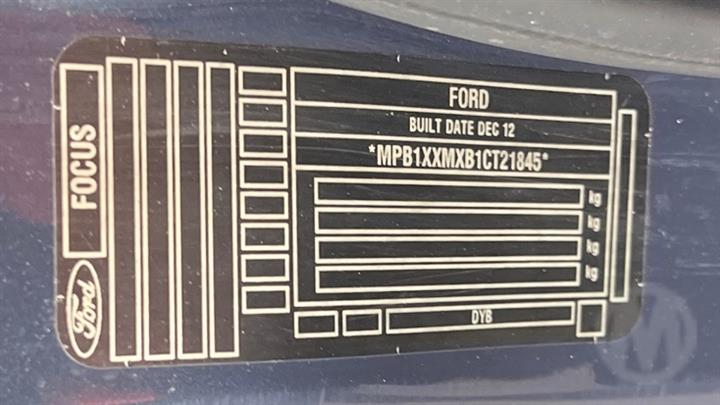 FOCUS
Ford
FORD
BUILT DATE DEC 12
*MPB1XXMXB1CT21845*
kg
kg
kg
kg
DYB
M